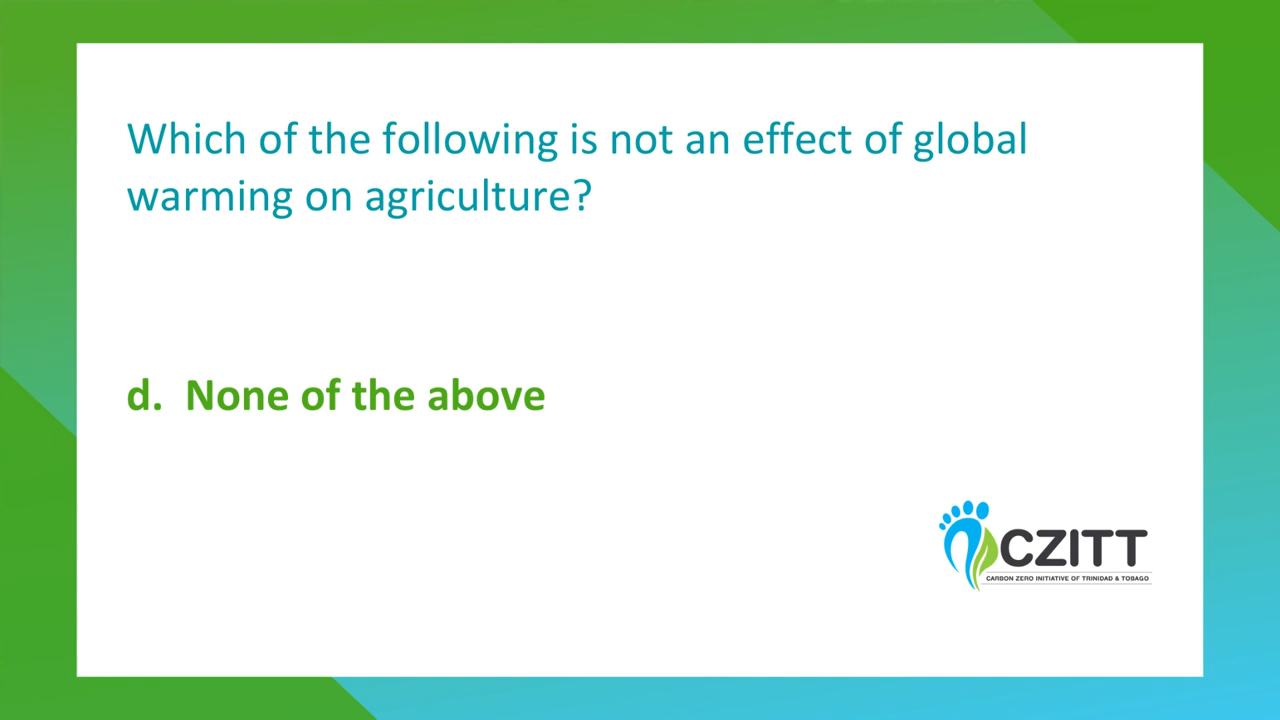 Which of the following is not an effect of global
warming on agriculture?
d. None of the above
CZITT
CARBON ZERO INITIATIVE OF TRINIDAD & TOBAGO